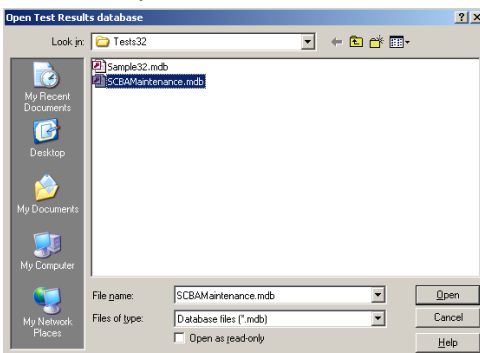 Open Test Results database
Look in:
Tests32
Sample32.mdb
SCBAMaintenance.mdb
My Recent
Documents
Desktop
My Documents
My Computer
My Network
Places
File name:
SCBAMaintenance.mdb
Open
Files of type:
Database files (*.mdb)
Cancel
Open as read-only
Help